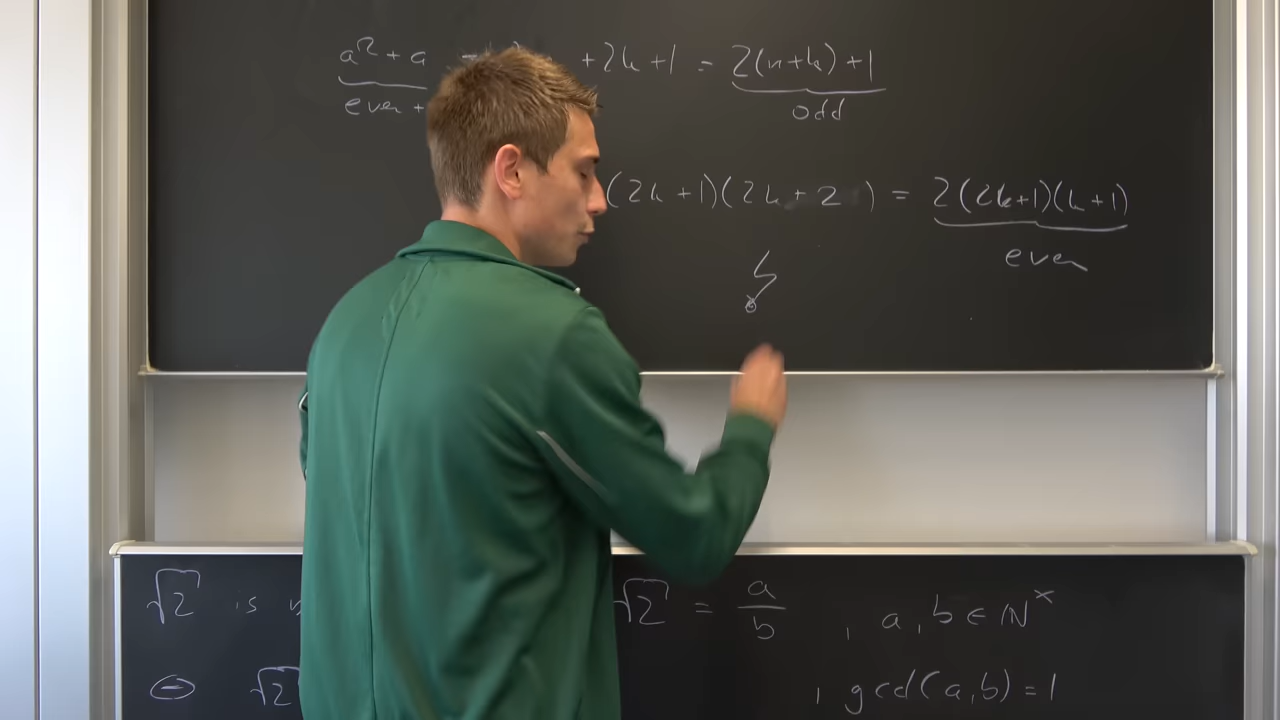 a² + a +2k+1 = 2(n+k)+1
even + odd
(2k+1)(2k+2) = 2(2k+1)(k+1)
even
√2 is √2 = a/b , a, b ∈ ℕ^×
⊖ √2 , gcd(a,b) = 1